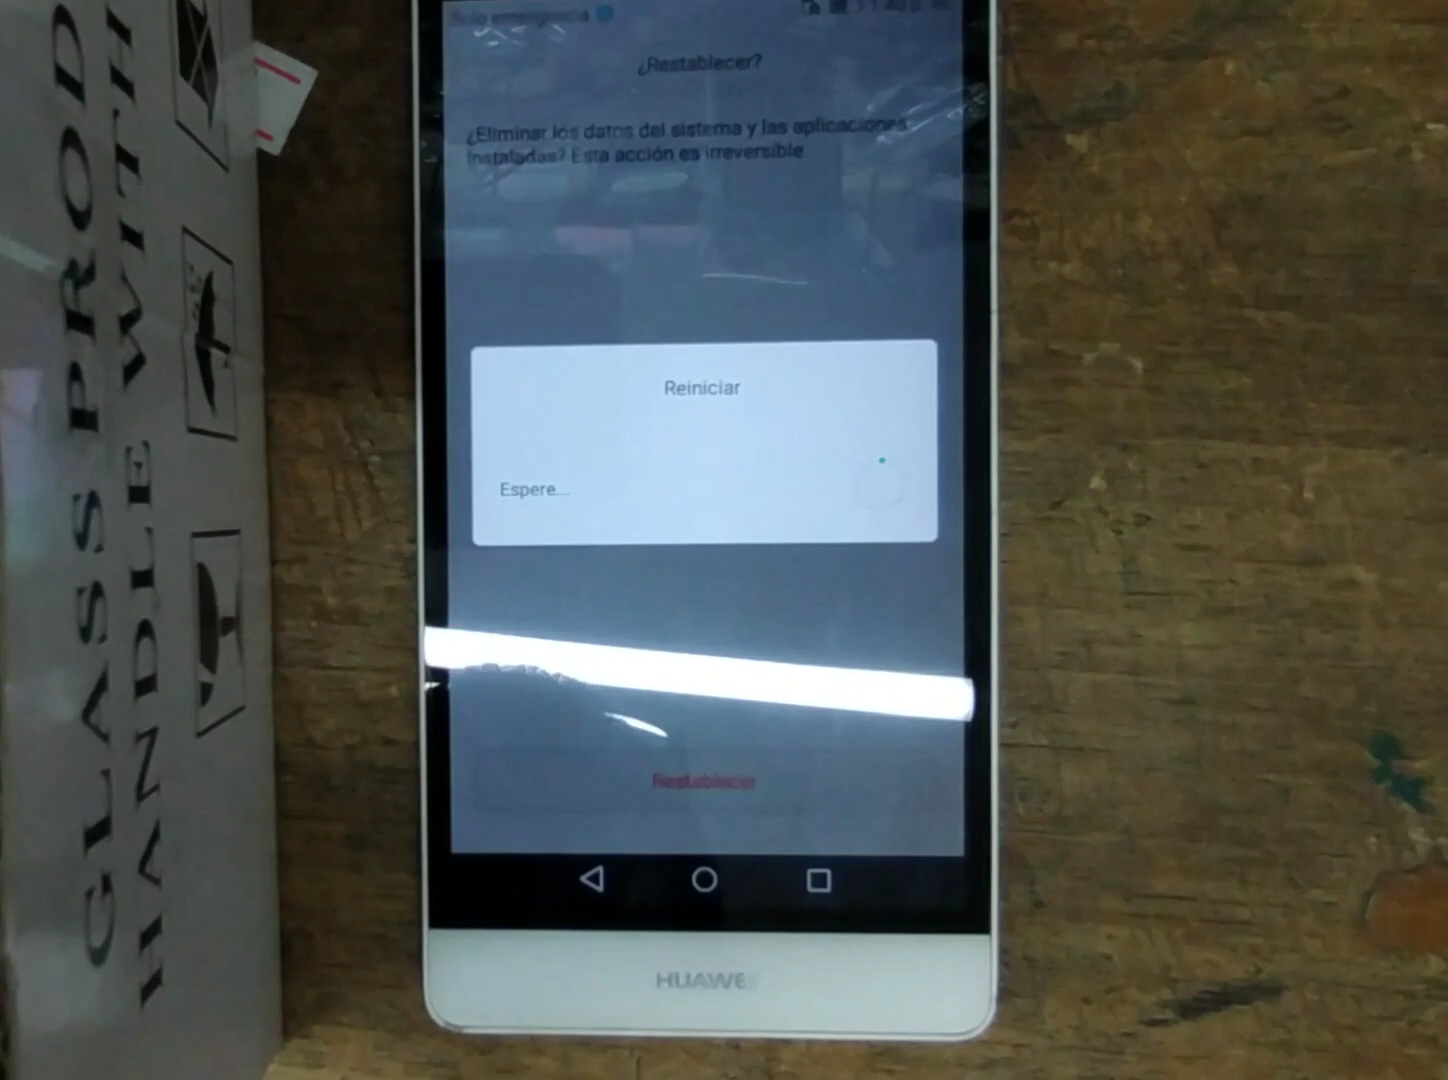 Solo emergencia
¿Restablecer?
¿Eliminar los datos del sistema y las aplicaciones
instaladas? Esta acción es irreversible
Reiniciar
Espere...
Restablecer
HUAWEI
GLASS PROD
HANDLE WITH